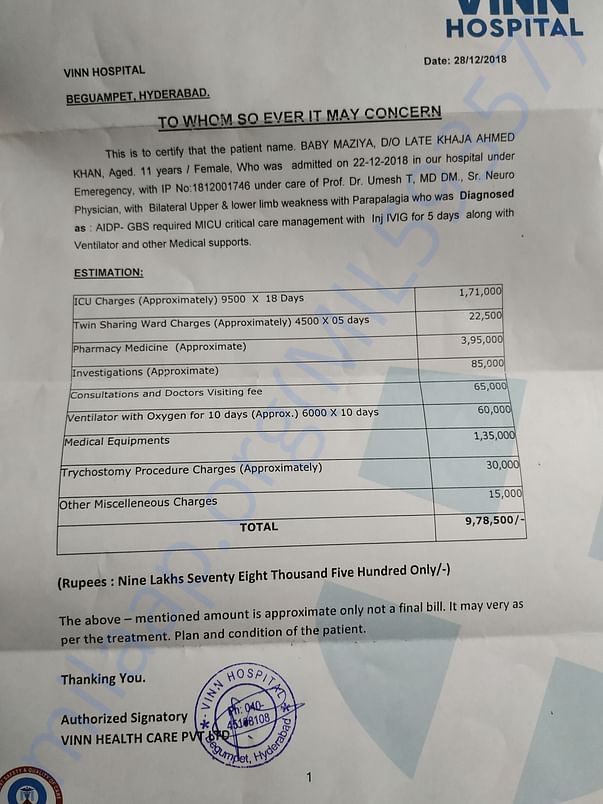 VINN
HOSPITAL
Date: 28/12/2018
VINN HOSPITAL
BEGUAMPET, HYDERABAD.
TO WHOM SO EVER IT MAY CONCERN
This is to certify that the patient name. BABY MAZIYA, D/O LATE KHAJA AHMED
KHAN, Aged. 11 years / Female, Who was admitted on 22-12-2018 in our hospital under
Emeregency, with IP No:1812001746 under care of Prof. Dr. Umesh T, MD DM., Sr. Neuro
Physician, with Bilateral Upper & lower limb weakness with Parapalagia who was Diagnosed
as : AIDP- GBS required MICU critical care management with Inj IVIG for 5 days along with
Ventilator and other Medical supports.
ESTIMATION:
ICU Charges (Approximately) 9500 X 18 Days 1,71,000
Twin Sharing Ward Charges (Approximately) 4500 X 05 days 22,500
Pharmacy Medicine (Approximate) 3,95,000
Investigations (Approximate) 85,000
Consultations and Doctors Visiting fee 65,000
Ventilator with Oxygen for 10 days (Approx.) 6000 X 10 days 60,000
Medical Equipments 1,35,000
Trychostomy Procedure Charges (Approximately) 30,000
Other Miscelleneous Charges 15,000
TOTAL 9,78,500/-
(Rupees : Nine Lakhs Seventy Eight Thousand Five Hundred Only/-)
The above – mentioned amount is approximate only not a final bill. It may very as
per the treatment. Plan and condition of the patient.
Thanking You.
Authorized Signatory
VINN HEALTH CARE PVT LTD
VINN HOSPITAL
Ph: 040-
Begumpet, Hyderabad
1